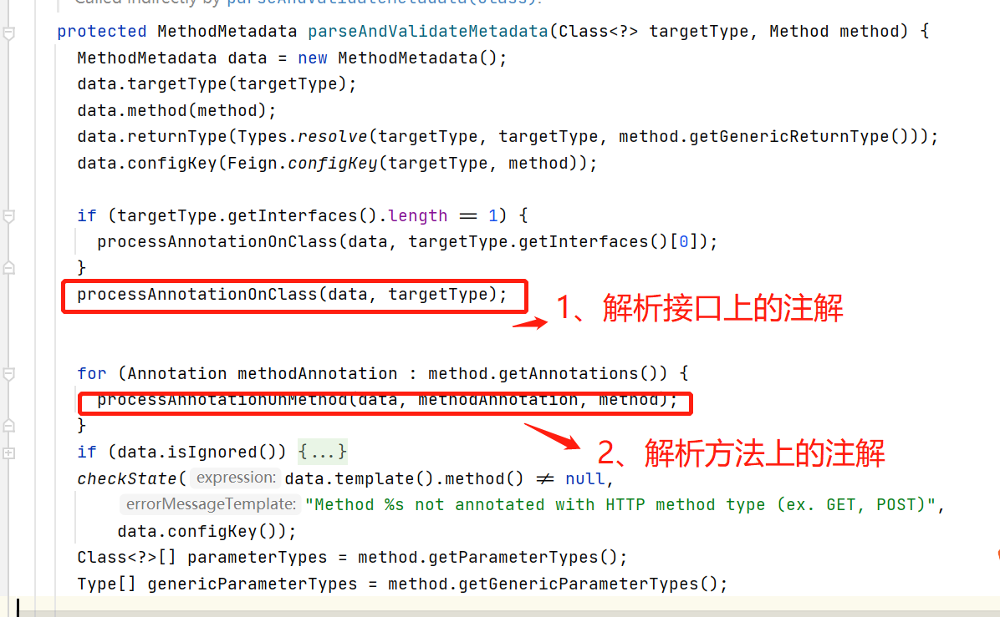 Called indirectly by parseAndValidateMetadata(Class).
protected MethodMetadata parseAndValidateMetadata(Class<?> targetType, Method method) {
MethodMetadata data = new MethodMetadata();
data.targetType(targetType);
data.method(method);
data.returnType(Types.resolve(targetType, targetType, method.getGenericReturnType()));
data.configKey(Feign.configKey(targetType, method));
if (targetType.getInterfaces().length == 1) {
processAnnotationOnClass(data, targetType.getInterfaces()[0]);
}
processAnnotationOnClass(data, targetType);
1、解析接口上的注解
for (Annotation methodAnnotation : method.getAnnotations()) {
processAnnotationOnMethod(data, methodAnnotation, method);
}
2、解析方法上的注解
if (data.isIgnored()) {...}
checkState( expression: data.template().method() != null,
errorMessageTemplate: "Method %s not annotated with HTTP method type (ex. GET, POST)",
data.configKey());
Class<?>[] parameterTypes = method.getParameterTypes();
Type[] genericParameterTypes = method.getGenericParameterTypes();